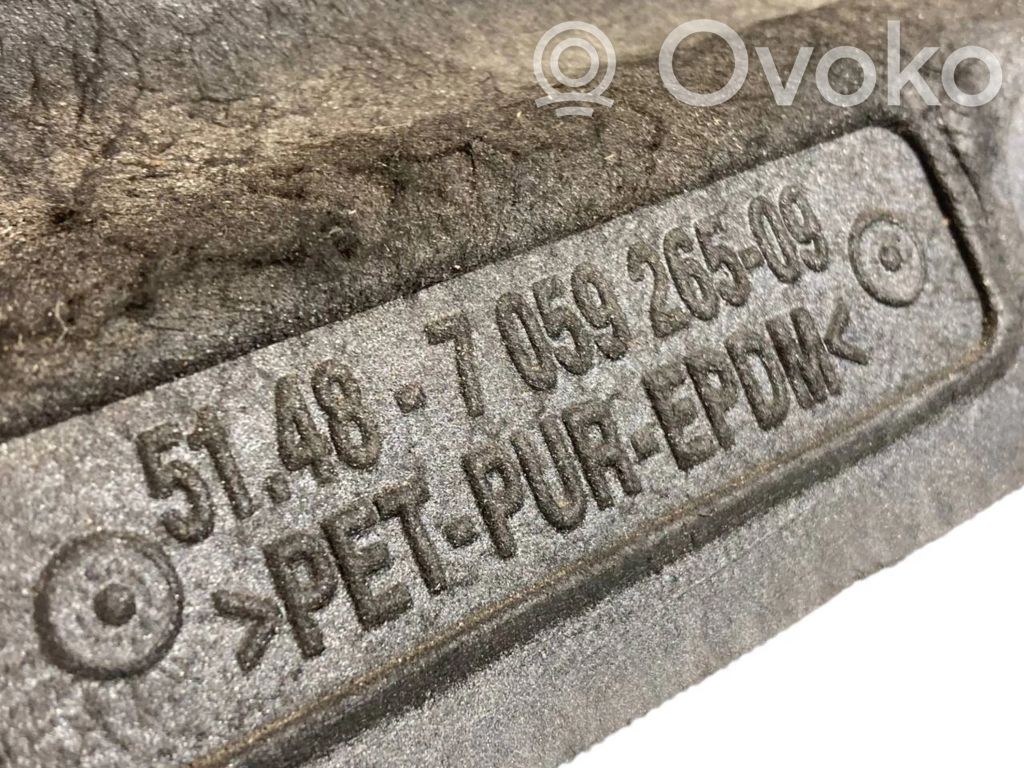 Ovoko
51.48 - 7 059 265-09
>PET-PUR-EPDM<